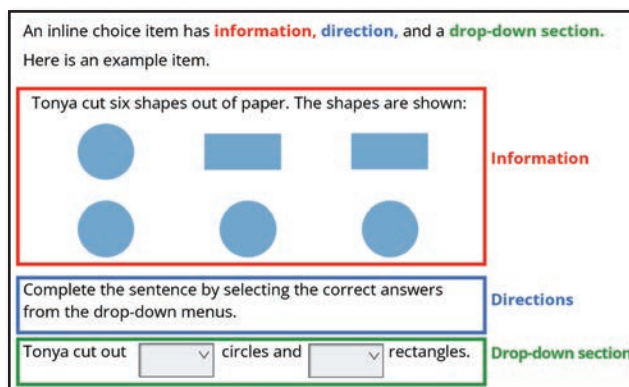 An inline choice item has information, direction, and a drop-down section.
Here is an example item.
Tonya cut six shapes out of paper. The shapes are shown:
Information
Complete the sentence by selecting the correct answers
from the drop-down menus.
Directions
Tonya cut out circles and rectangles.
Drop-down section